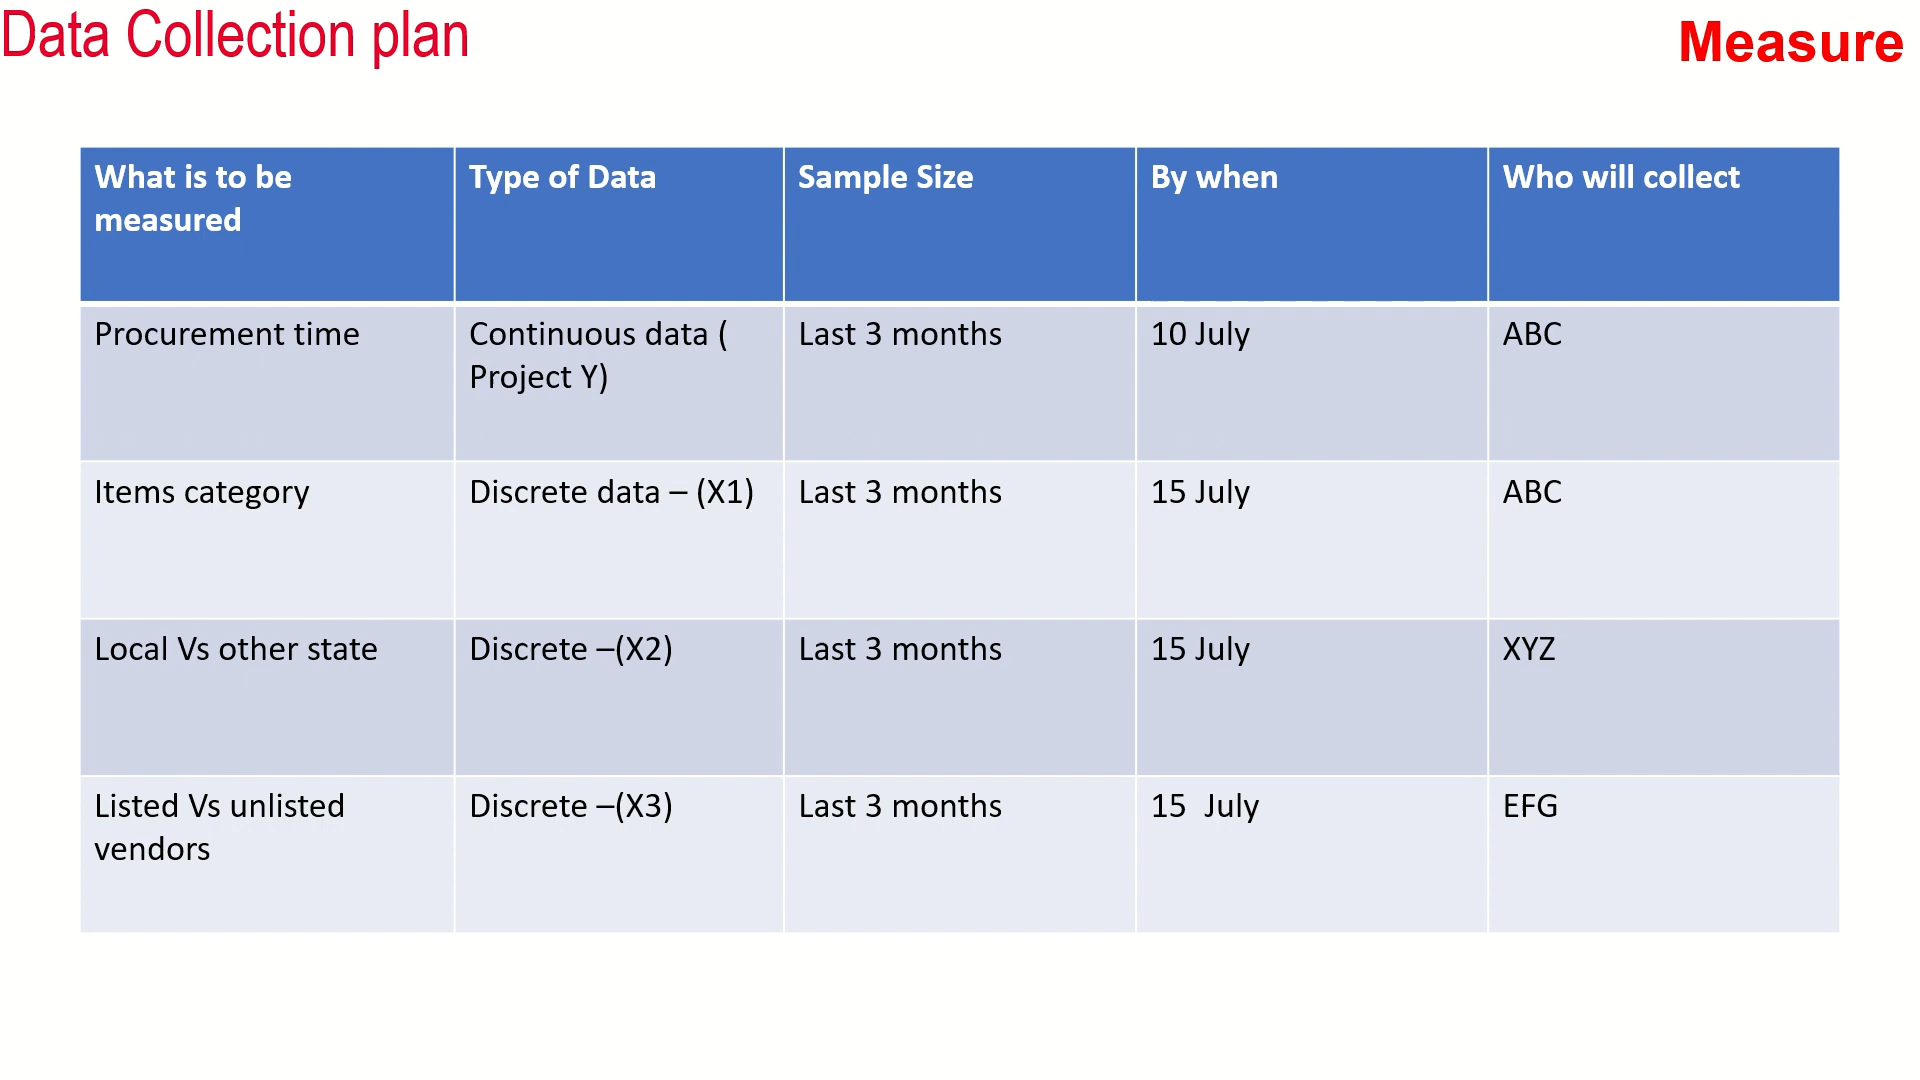 Data Collection plan
Measure
What is to be
measured
Type of Data
Sample Size
By when
Who will collect
Procurement time
Continuous data (
Project Y)
Last 3 months
10 July
ABC
Items category
Discrete data – (X1)
Last 3 months
15 July
ABC
Local Vs other state
Discrete –(X2)
Last 3 months
15 July
XYZ
Listed Vs unlisted
vendors
Discrete –(X3)
Last 3 months
15  July
EFG